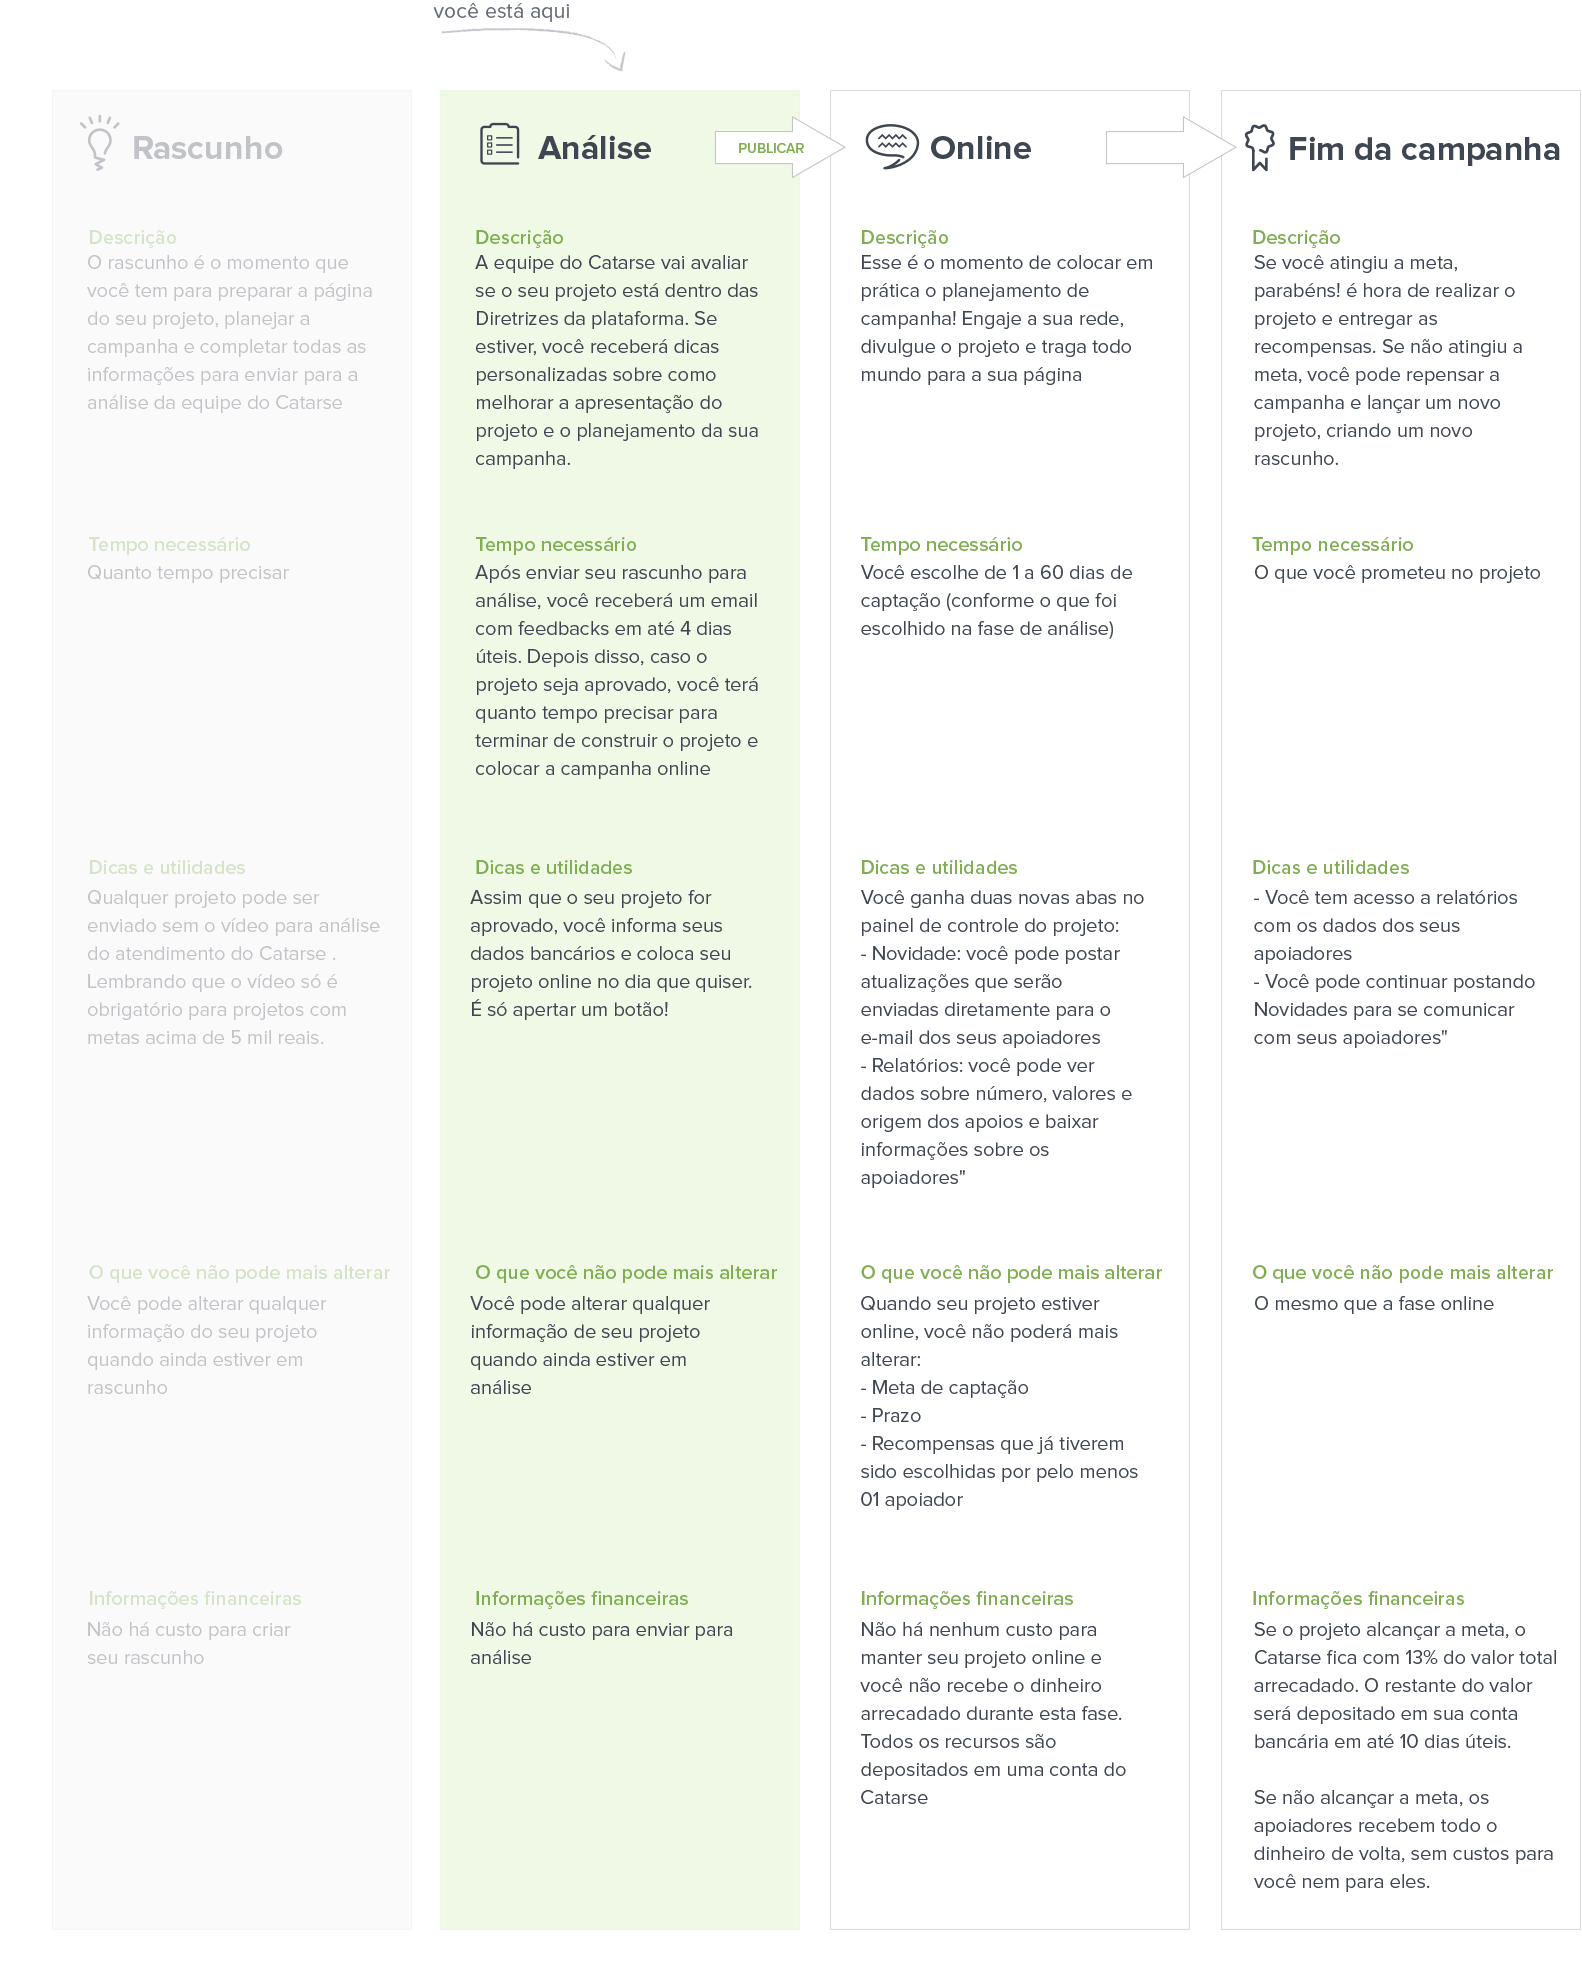 você está aqui
Rascunho
Descrição
O rascunho é o momento que
você tem para preparar a página
do seu projeto, planejar a
campanha e completar todas as
informações para enviar para a
análise da equipe do Catarse
Tempo necessário
Quanto tempo precisar
Dicas e utilidades
Qualquer projeto pode ser
enviado sem o vídeo para análise
do atendimento do Catarse .
Lembrando que o vídeo só é
obrigatório para projetos com
metas acima de 5 mil reais.
O que você não pode mais alterar
Você pode alterar qualquer
informação do seu projeto
quando ainda estiver em
rascunho
Informações financeiras
Não há custo para criar
seu rascunho
Análise
PUBLICAR
Descrição
A equipe do Catarse vai avaliar
se o seu projeto está dentro das
Diretrizes da plataforma. Se
estiver, você receberá dicas
personalizadas sobre como
melhorar a apresentação do
projeto e o planejamento da sua
campanha.
Tempo necessário
Após enviar seu rascunho para
análise, você receberá um email
com feedbacks em até 4 dias
úteis. Depois disso, caso o
projeto seja aprovado, você terá
quanto tempo precisar para
terminar de construir o projeto e
colocar a campanha online
Dicas e utilidades
Assim que o seu projeto for
aprovado, você informa seus
dados bancários e coloca seu
projeto online no dia que quiser.
É só apertar um botão!
O que você não pode mais alterar
Você pode alterar qualquer
informação de seu projeto
quando ainda estiver em
análise
Informações financeiras
Não há custo para enviar para
análise
Online
Descrição
Esse é o momento de colocar em
prática o planejamento de
campanha! Engaje a sua rede,
divulgue o projeto e traga todo
mundo para a sua página
Tempo necessário
Você escolhe de 1 a 60 dias de
captação (conforme o que foi
escolhido na fase de análise)
Dicas e utilidades
Você ganha duas novas abas no
painel de controle do projeto:
- Novidade: você pode postar
atualizações que serão
enviadas diretamente para o
e-mail dos seus apoiadores
- Relatórios: você pode ver
dados sobre número, valores e
origem dos apoios e baixar
informações sobre os
apoiadores"
O que você não pode mais alterar
Quando seu projeto estiver
online, você não poderá mais
alterar:
- Meta de captação
- Prazo
- Recompensas que já tiverem
sido escolhidas por pelo menos
01 apoiador
Informações financeiras
Não há nenhum custo para
manter seu projeto online e
você não recebe o dinheiro
arrecadado durante esta fase.
Todos os recursos são
depositados em uma conta do
Catarse
Fim da campanha
Descrição
Se você atingiu a meta,
parabéns! é hora de realizar o
projeto e entregar as
recompensas. Se não atingiu a
meta, você pode repensar a
campanha e lançar um novo
projeto, criando um novo
rascunho.
Tempo necessário
O que você prometeu no projeto
Dicas e utilidades
- Você tem acesso a relatórios
com os dados dos seus
apoiadores
- Você pode continuar postando
Novidades para se comunicar
com seus apoiadores"
O que você não pode mais alterar
O mesmo que a fase online
Informações financeiras
Se o projeto alcançar a meta, o
Catarse fica com 13% do valor total
arrecadado. O restante do valor
será depositado em sua conta
bancária em até 10 dias úteis.
Se não alcançar a meta, os
apoiadores recebem todo o
dinheiro de volta, sem custos para
você nem para eles.